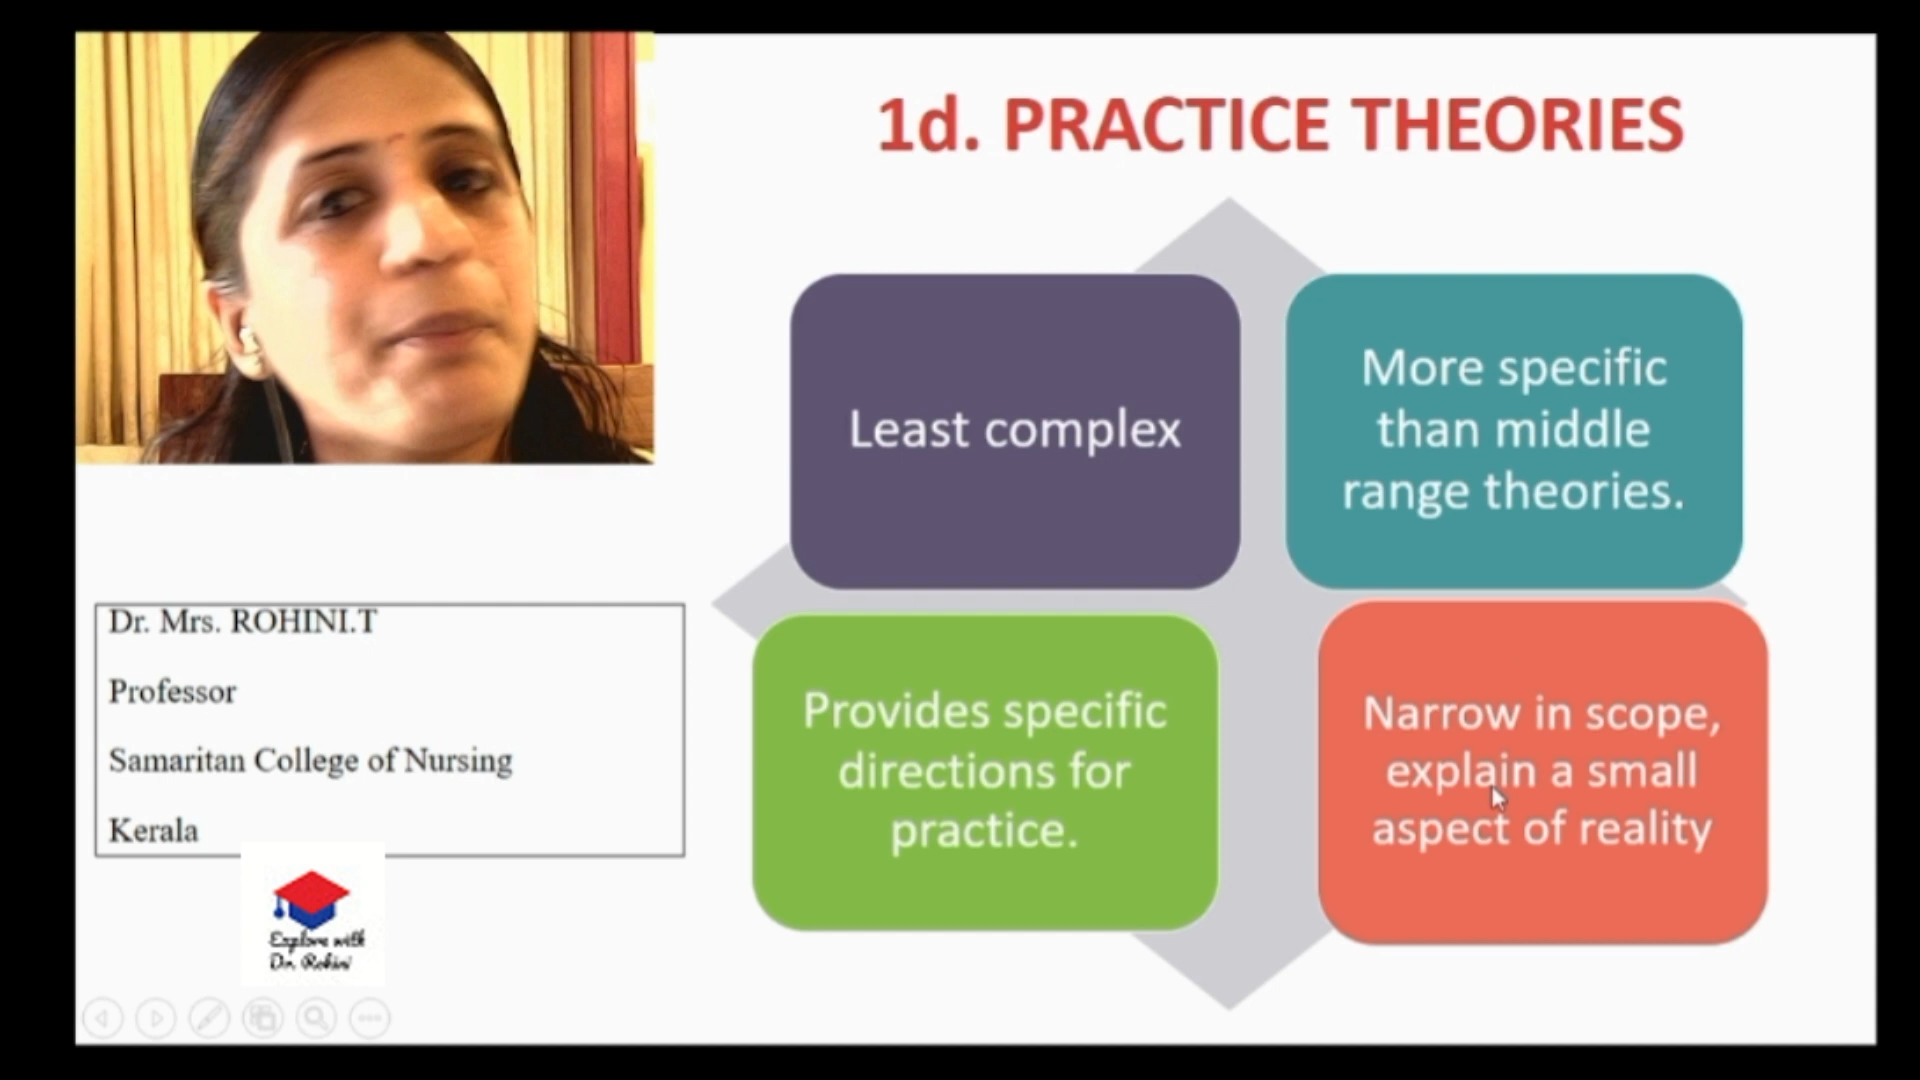 1d. PRACTICE THEORIES
Least complex
More specific
than middle
range theories.
Provides specific
directions for
practice.
Narrow in scope,
explain a small
aspect of reality
Dr. Mrs. ROHINI.T
Professor
Samaritan College of Nursing
Kerala
Explore with
Dr. Rohini